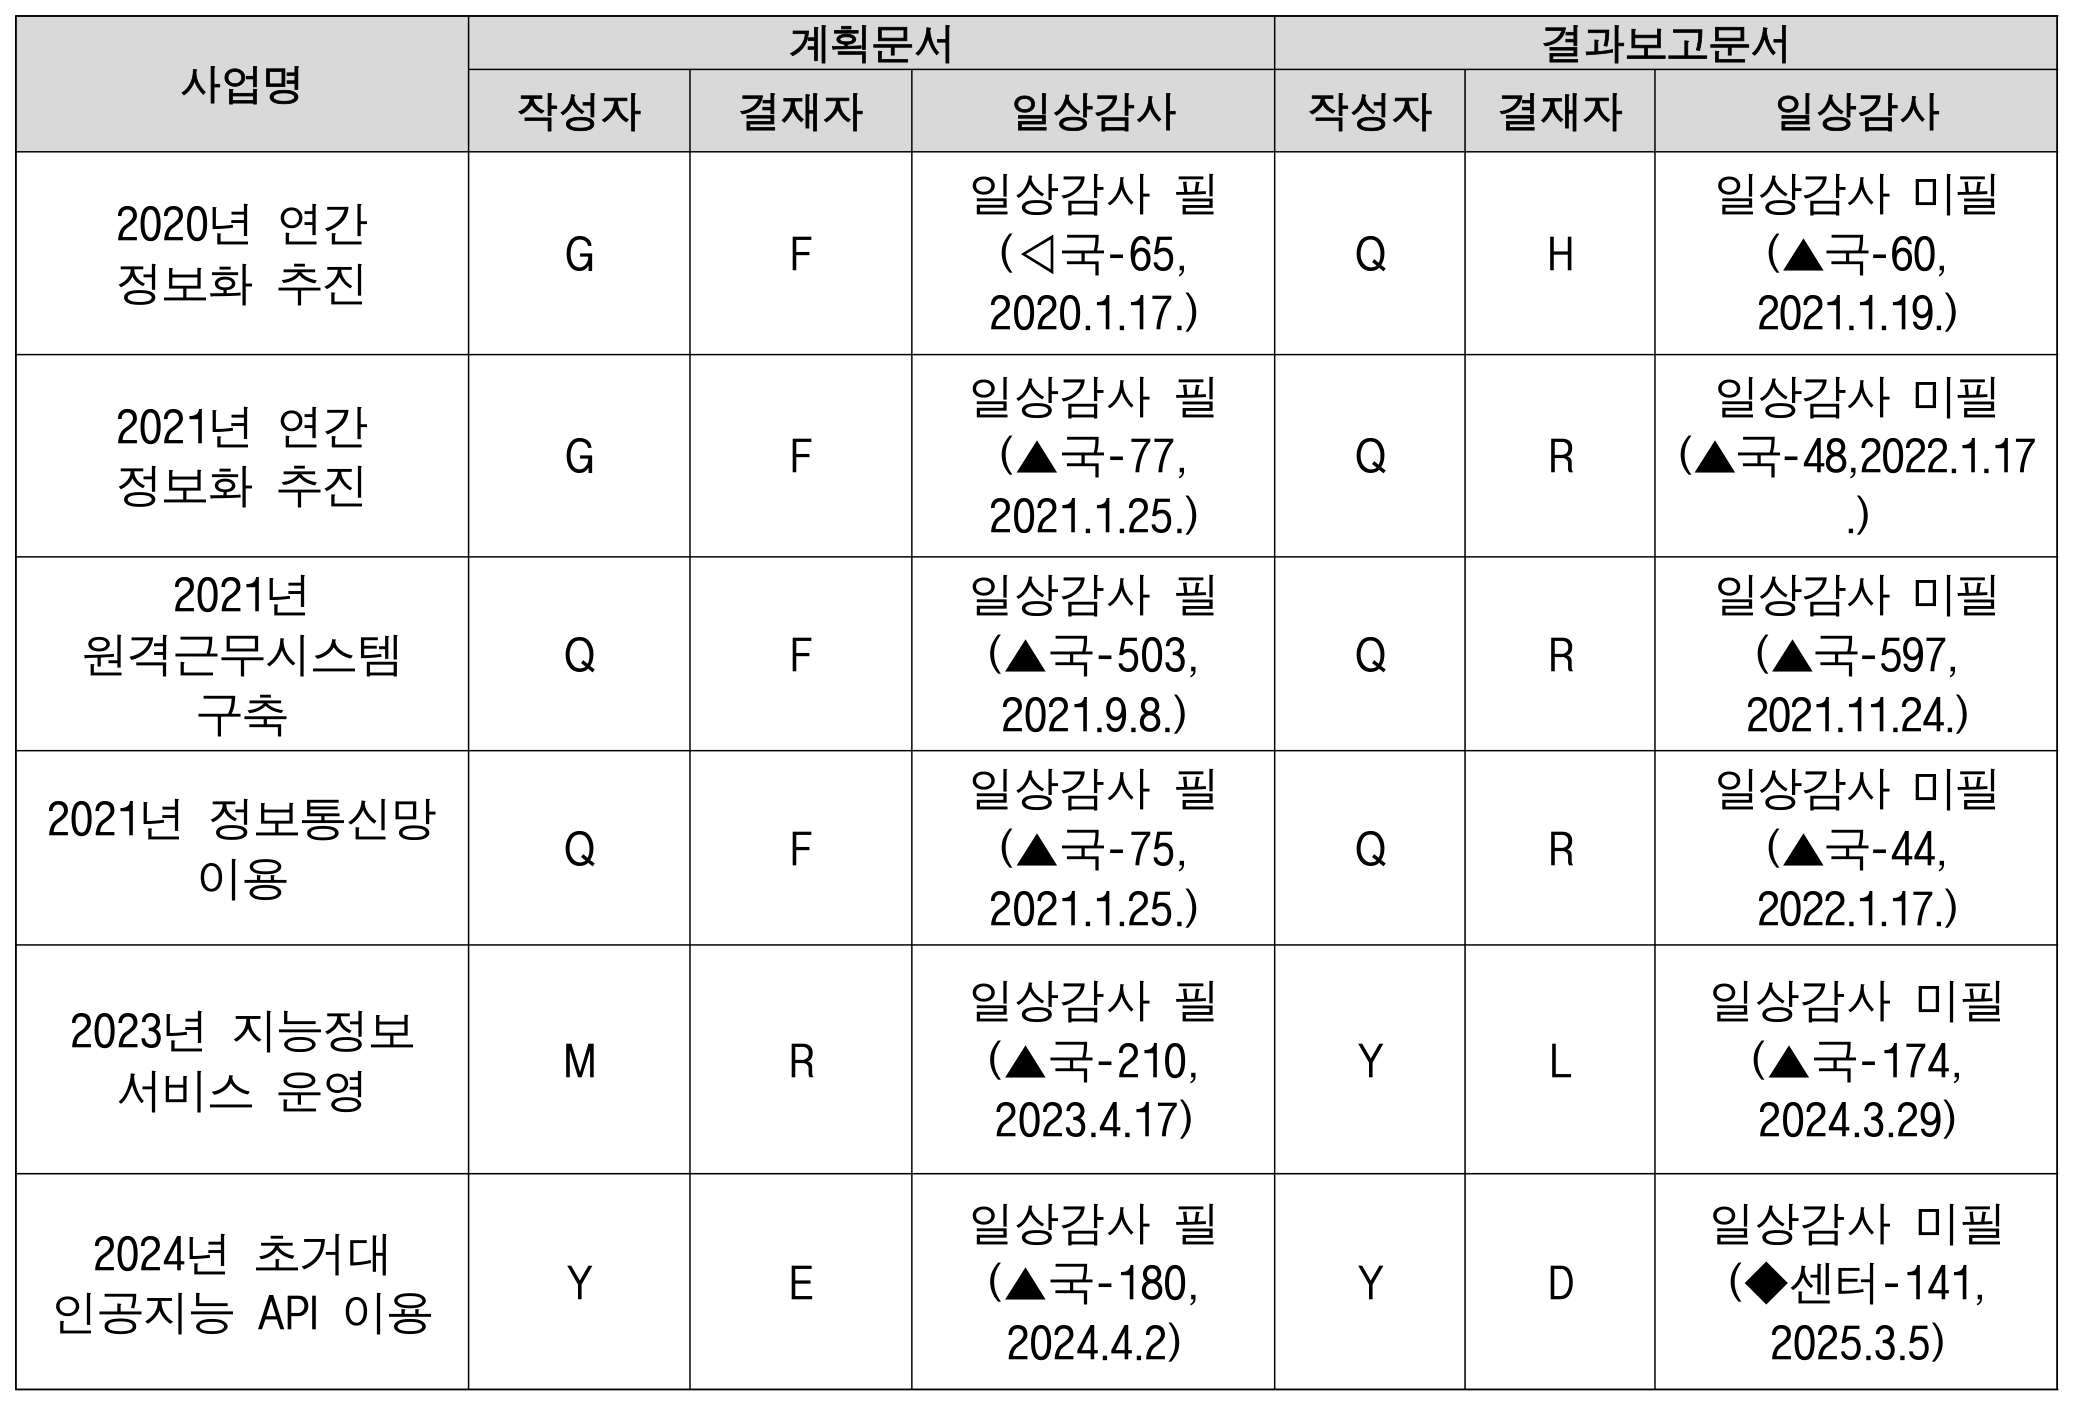 사업명
계획문서
결과보고문서
작성자
결재자
일상감사
작성자
결재자
일상감사
2020년 연간
정보화 추진
G
F
일상감사 필
(◁국-65,
2020.1.17.)
Q
H
일상감사 미필
(▲국-60,
2021.1.19.)
2021년 연간
정보화 추진
G
F
일상감사 필
(▲국-77,
2021.1.25.)
Q
R
일상감사 미필
(▲국-48,2022.1.17
.)
2021년
원격근무시스템
구축
Q
F
일상감사 필
(▲국-503,
2021.9.8.)
Q
R
일상감사 미필
(▲국-597,
2021.11.24.)
2021년 정보통신망
이용
Q
F
일상감사 필
(▲국-75,
2021.1.25.)
Q
R
일상감사 미필
(▲국-44,
2022.1.17.)
2023년 지능정보
서비스 운영
M
R
일상감사 필
(▲국-210,
2023.4.17)
Y
L
일상감사 미필
(▲국-174,
2024.3.29)
2024년 초거대
인공지능 API 이용
Y
E
일상감사 필
(▲국-180,
2024.4.2)
Y
D
일상감사 미필
(◆센터-141,
2025.3.5)